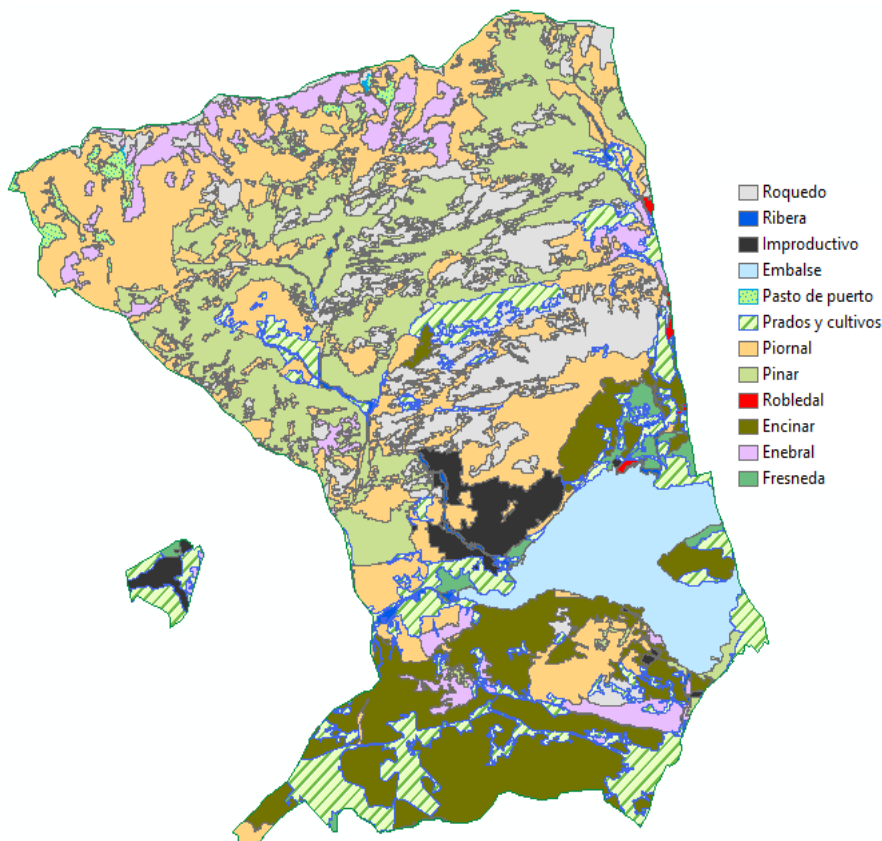 Roquedo
Ribera
Improductivo
Embalse
Pasto de puerto
Prados y cultivos
Piornal
Pinar
Robledal
Encinar
Enebral
Fresneda